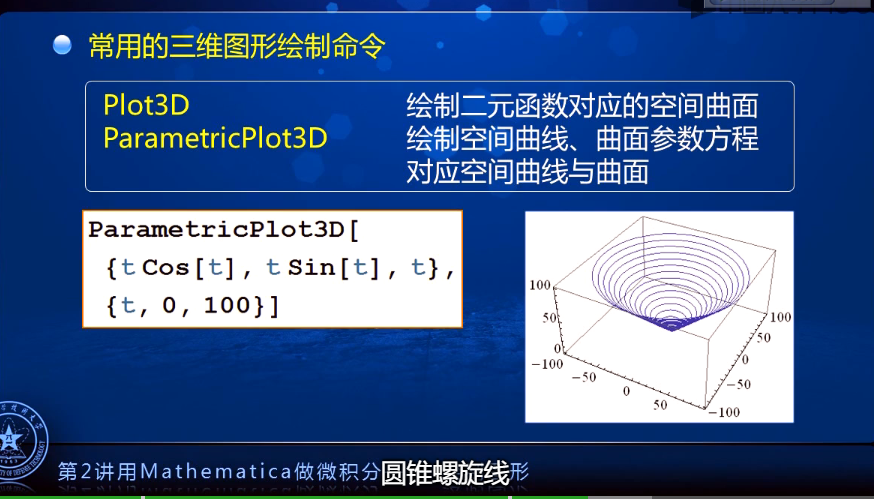 常用的三维图形绘制命令
Plot3D 绘制二元函数对应的空间曲面
ParametricPlot3D 绘制空间曲线、曲面参数方程
对应空间曲线与曲面
ParametricPlot3D[
{t Cos[t], t Sin[t], t},
{t, 0, 100}]
100
50
0
-100
-50
0
50
100
50
0
-50
-100
第2讲用Mathematica做微积分
圆锥螺旋线
形